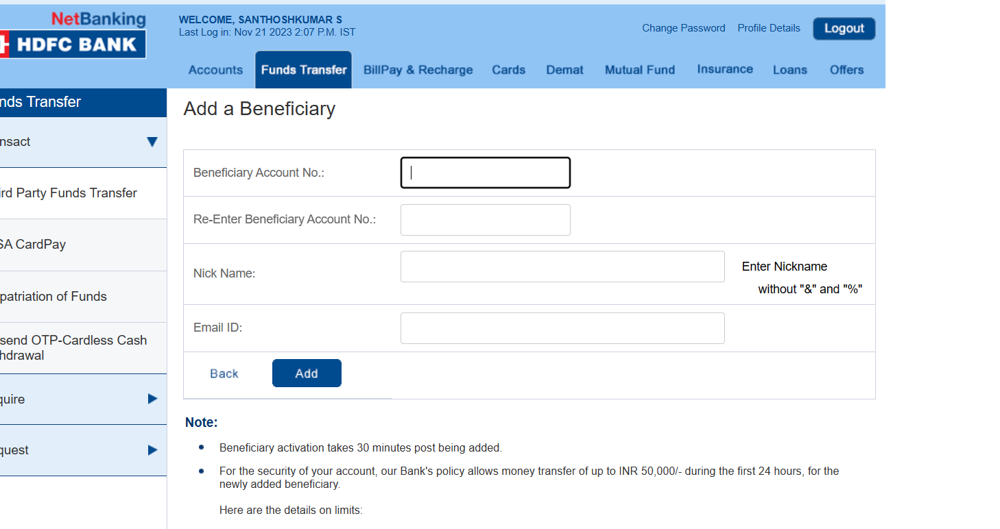 NetBanking
HDFC BANK
WELCOME, SANTHOSHKUMAR S
Last Log in: Nov 21 2023 2:07 P.M. IST
Change Password Profile Details Logout
Accounts Funds Transfer BillPay & Recharge Cards Demat Mutual Fund Insurance Loans Offers
nds Transfer
nsact
ird Party Funds Transfer
SA CardPay
patriation of Funds
send OTP-Cardless Cash
hdrawal
quire
quest
Add a Beneficiary
Beneficiary Account No.:
Re-Enter Beneficiary Account No.:
Nick Name:
Enter Nickname
without "&" and "%"
Email ID:
Back Add
Note:
Beneficiary activation takes 30 minutes post being added.
For the security of your account, our Bank's policy allows money transfer of up to INR 50,000/- during the first 24 hours, for the
newly added beneficiary.
Here are the details on limits: